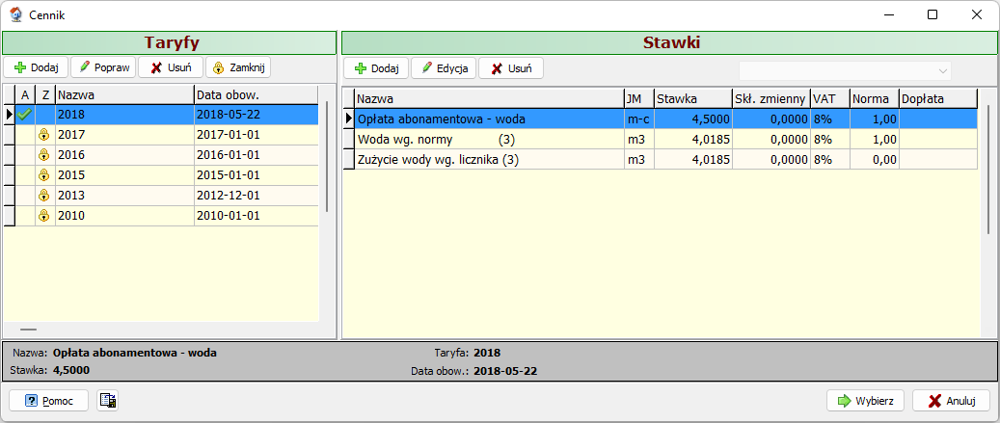 Cennik
Taryfy
Stawki
Dodaj Popraw Usuń Zamknij
Dodaj Edycja Usuń
A Z Nazwa Data obow.
2018 2018-05-22
2017 2017-01-01
2016 2016-01-01
2015 2015-01-01
2013 2012-12-01
2010 2010-01-01
Nazwa JM Stawka Skł. zmienny VAT Norma Dopłata
Opłata abonamentowa - woda m-c 4,5000 0,0000 8% 1,00
Woda wg. normy (3) m3 4,0185 0,0000 8% 1,00
Zużycie wody wg. licznika (3) m3 4,0185 0,0000 8% 0,00
Nazwa: Opłata abonamentowa - woda Taryfa: 2018
Stawka: 4,5000 Data obow.: 2018-05-22
Pomoc Wybierz Anuluj